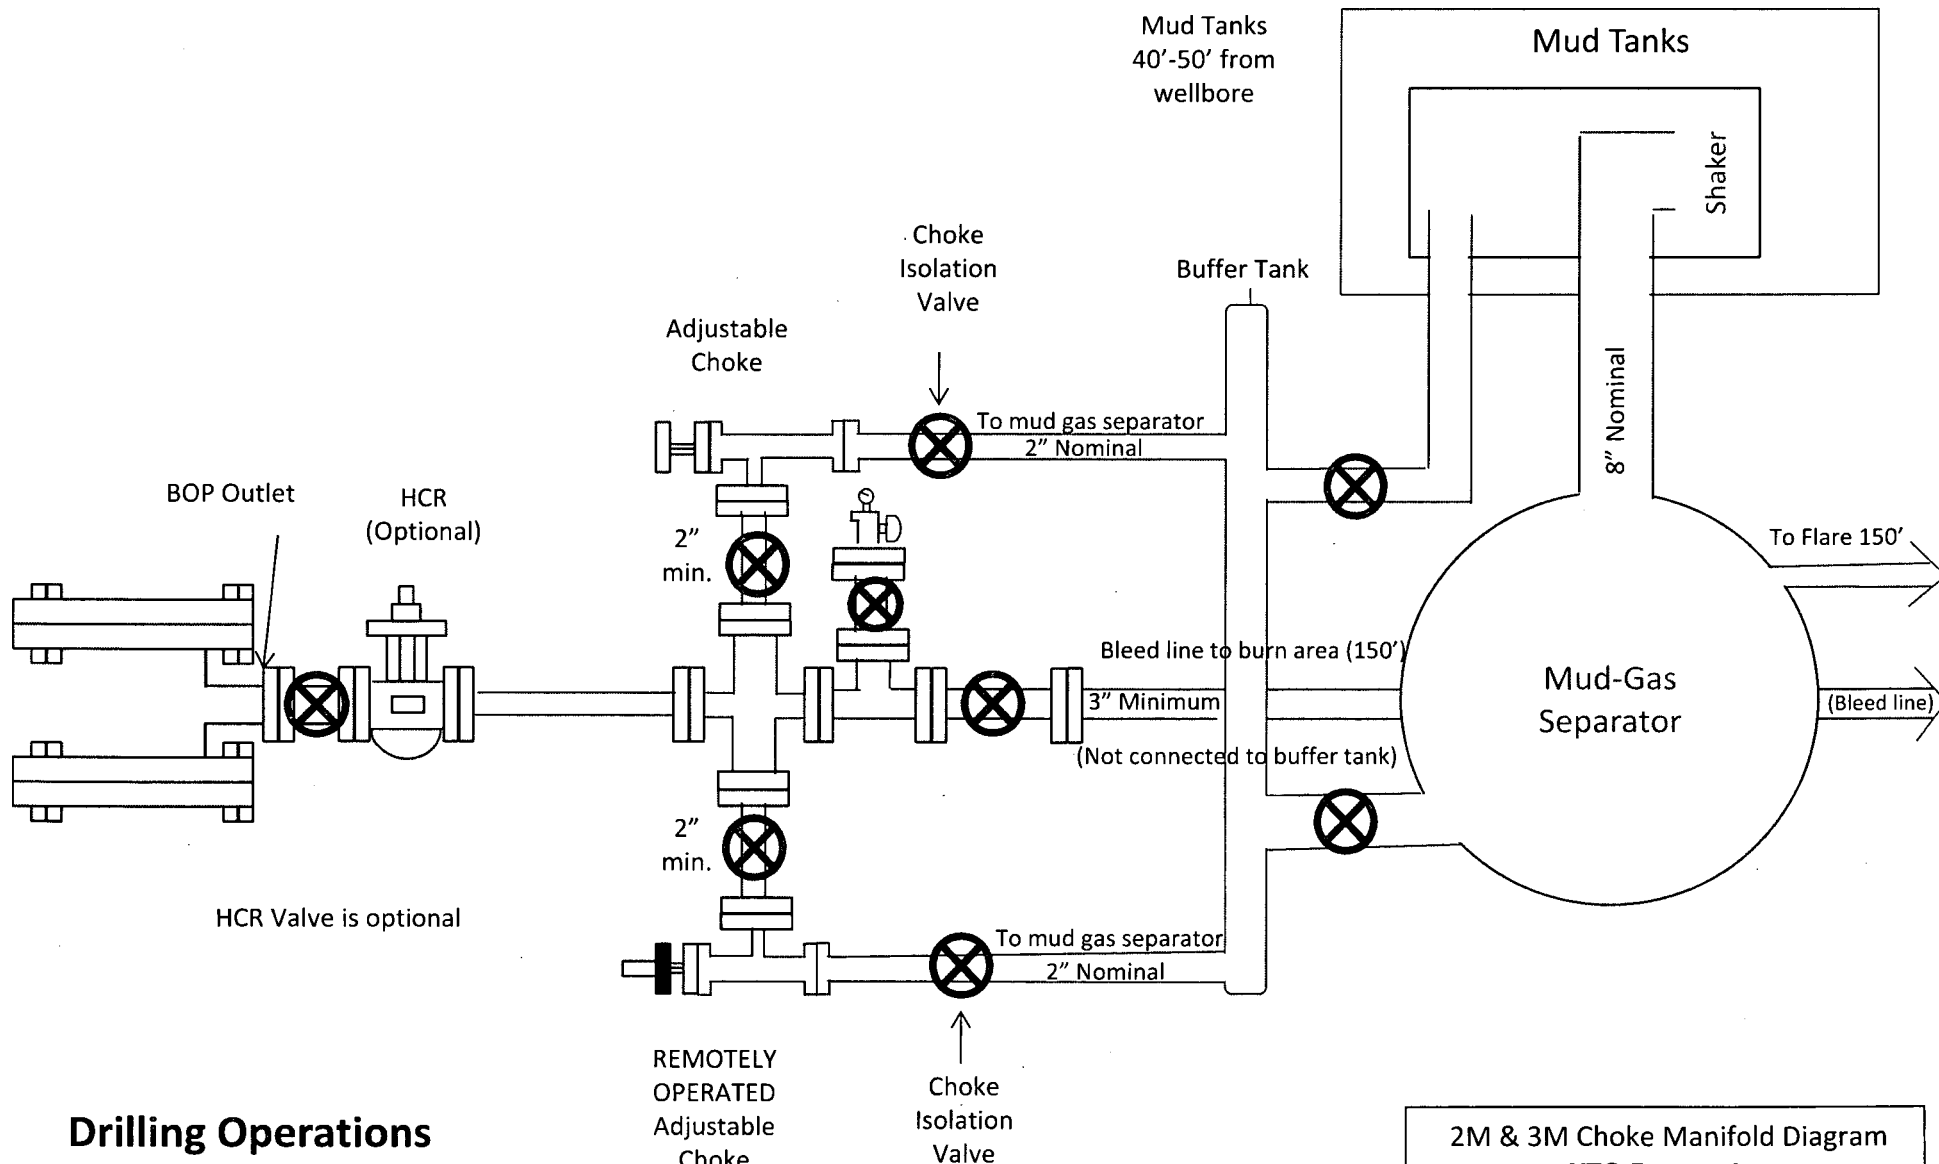 Mud Tanks
40’-50’ from
wellbore
Mud Tanks
Shaker
Choke
Isolation
Valve
Buffer Tank
Adjustable
Choke
To mud gas separator
2” Nominal
8” Nominal
BOP Outlet
HCR
(Optional)
2”
min.
To Flare 150’
Bleed line to burn area (150’)
3” Minimum
(Not connected to buffer tank)
Mud-Gas
Separator
(Bleed line)
2”
min.
HCR Valve is optional
To mud gas separator
2” Nominal
REMOTELY
OPERATED
Adjustable
Choke
Choke
Isolation
Valve
Drilling Operations
2M & 3M Choke Manifold Diagram